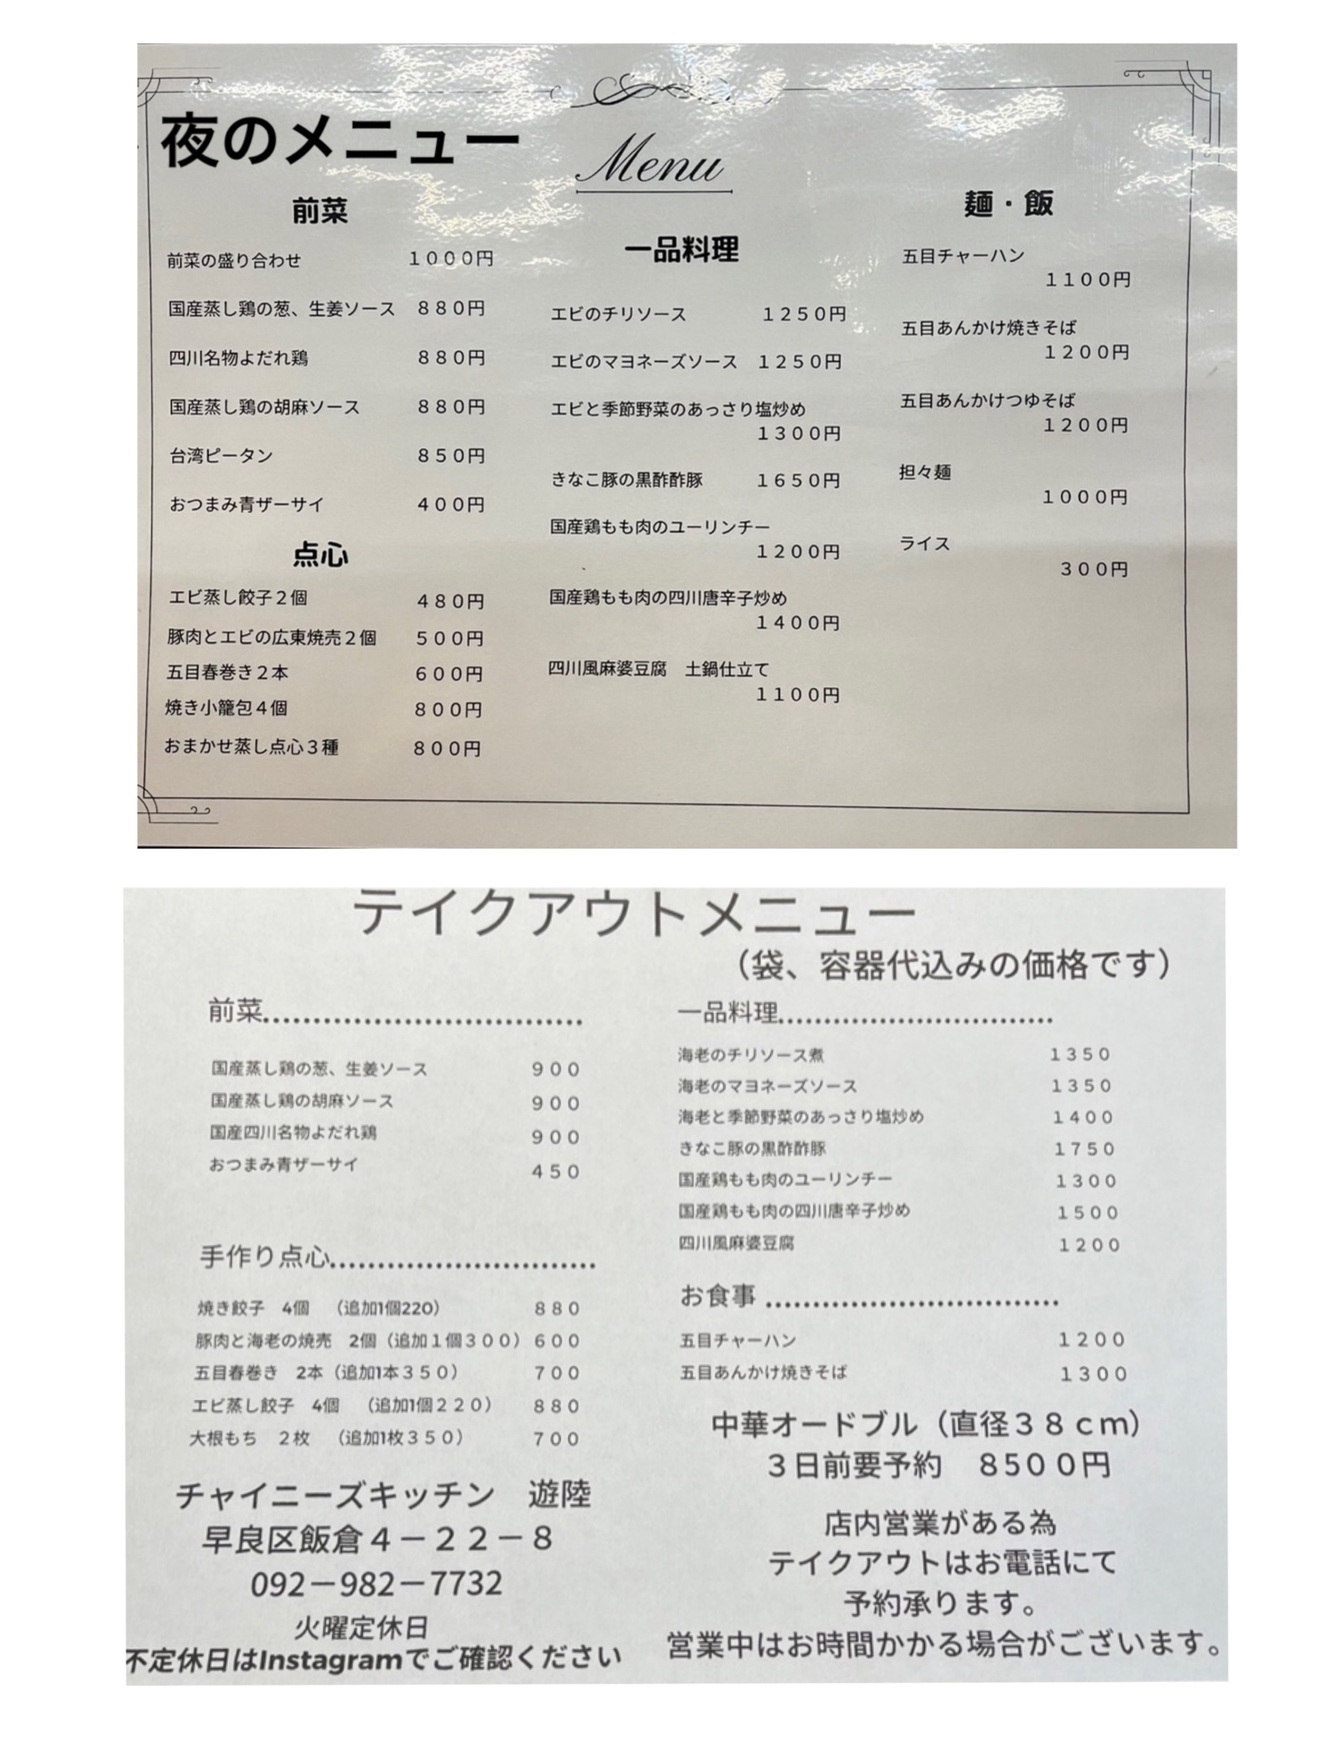 夜のメニュー
Menu
前菜
前菜の盛り合わせ 1000円
国産蒸し鶏の葱、生姜ソース 880円
四川名物よだれ鶏 880円
国産蒸し鶏の胡麻ソース 880円
台湾ピータン 850円
おつまみ青ザーサイ 400円
点心
エビ蒸し餃子2個 480円
豚肉とエビの広東焼売2個 500円
五目春巻き2本 600円
焼き小籠包4個 800円
おまかせ蒸し点心3種 800円
一品料理
エビのチリソース 1250円
エビのマヨネーズソース 1250円
エビと季節野菜のあっさり塩炒め
1300円
きなこ豚の黒酢酢豚 1650円
国産鶏もも肉のユーリンチー
1200円
国産鶏もも肉の四川唐辛子炒め
1400円
四川風麻婆豆腐 土鍋仕立て
1100円
麺・飯
五目チャーハン
1100円
五目あんかけ焼きそば
1200円
五目あんかけつゆそば
1200円
担々麺
1000円
ライス
300円
テイクアウトメニュー
(袋、容器代込みの価格です)
前菜................................
国産蒸し鶏の葱、生姜ソース 900
国産蒸し鶏の胡麻ソース 900
国産四川名物よだれ鶏 900
おつまみ青ザーサイ 450
手作り点心...........................
焼き餃子 4個 (追加1個220) 880
豚肉と海老の焼売 2個(追加1個300) 600
五目春巻き 2本(追加1本350) 700
エビ蒸し餃子 4個 (追加1個220) 880
大根もち 2枚 (追加1枚350) 700
チャイニーズキッチン 遊陸
早良区飯倉4－22－8
092－982－7732
火曜定休日
不定休日はInstagramでご確認ください
一品料理............................
海老のチリソース煮 1350
海老のマヨネーズソース 1350
海老と季節野菜のあっさり塩炒め 1400
きなこ豚の黒酢酢豚 1750
国産鶏もも肉のユーリンチー 1300
国産鶏もも肉の四川唐辛子炒め 1500
四川風麻婆豆腐 1200
お食事 ..............................
五目チャーハン 1200
五目あんかけ焼きそば 1300
中華オードブル(直径38cm)
3日前要予約 8500円
店内営業がある為
テイクアウトはお電話にて
予約承ります。
営業中はお時間かかる場合がございます。